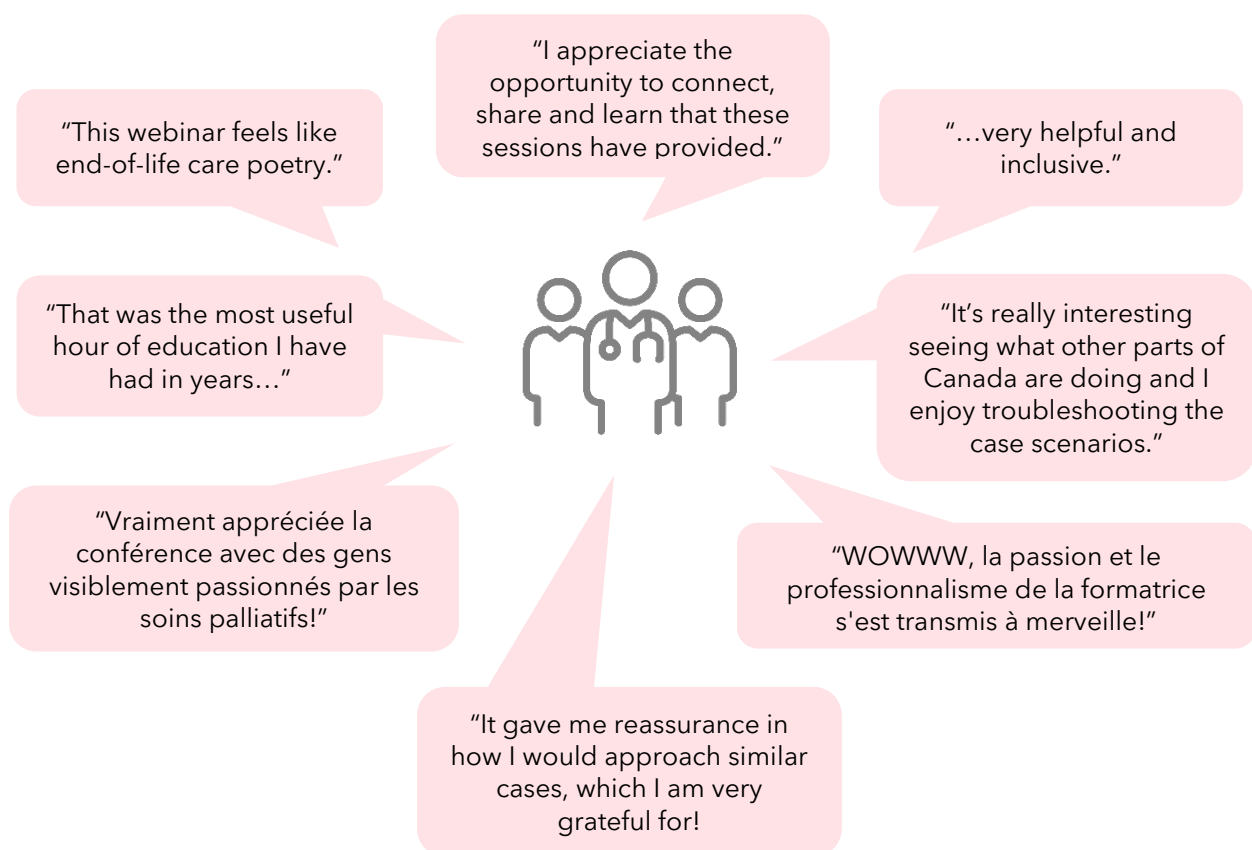 “I appreciate the
opportunity to connect,
share and learn that these
sessions have provided.”
“This webinar feels like
end-of-life care poetry.”
“…very helpful and
inclusive.”
“That was the most useful
hour of education I have
had in years…”
“It’s really interesting
seeing what other parts of
Canada are doing and I
enjoy troubleshooting the
case scenarios.”
“Vraiment appréciée la
conférence avec des gens
visiblement passionnés par les
soins palliatifs!”
“WOWWW, la passion et le
professionnalisme de la formatrice
s'est transmis à merveille!”
“It gave me reassurance in
how I would approach similar
cases, which I am very
grateful for!